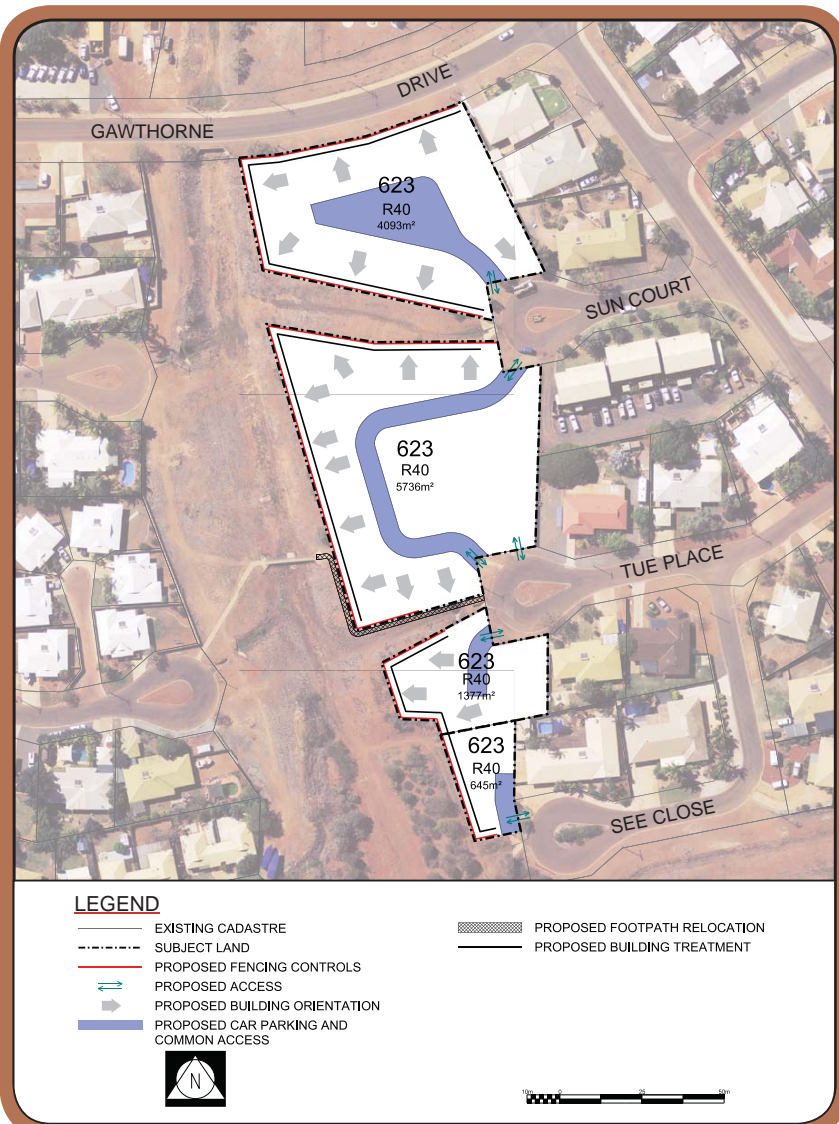 DRIVE
GAWTHORNE
623
R40
4093m²
SUN COURT
623
R40
5736m²
TUE PLACE
623
R40
1377m²
623
R40
645m²
SEE CLOSE
LEGEND
EXISTING CADASTRE
SUBJECT LAND
PROPOSED FENCING CONTROLS
PROPOSED ACCESS
PROPOSED BUILDING ORIENTATION
PROPOSED CAR PARKING AND
COMMON ACCESS
PROPOSED FOOTPATH RELOCATION
PROPOSED BUILDING TREATMENT
N
10m 0 25 50m